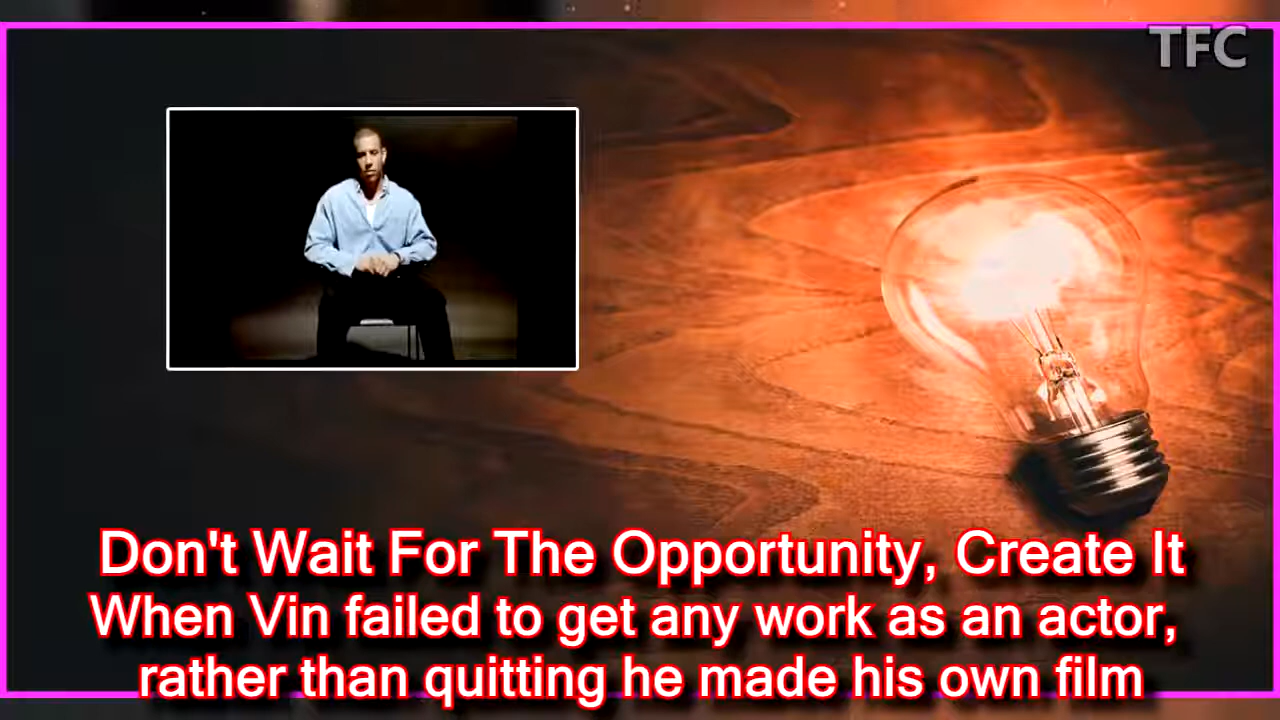 TFC
Don't Wait For The Opportunity, Create It
When Vin failed to get any work as an actor,
rather than quitting he made his own film